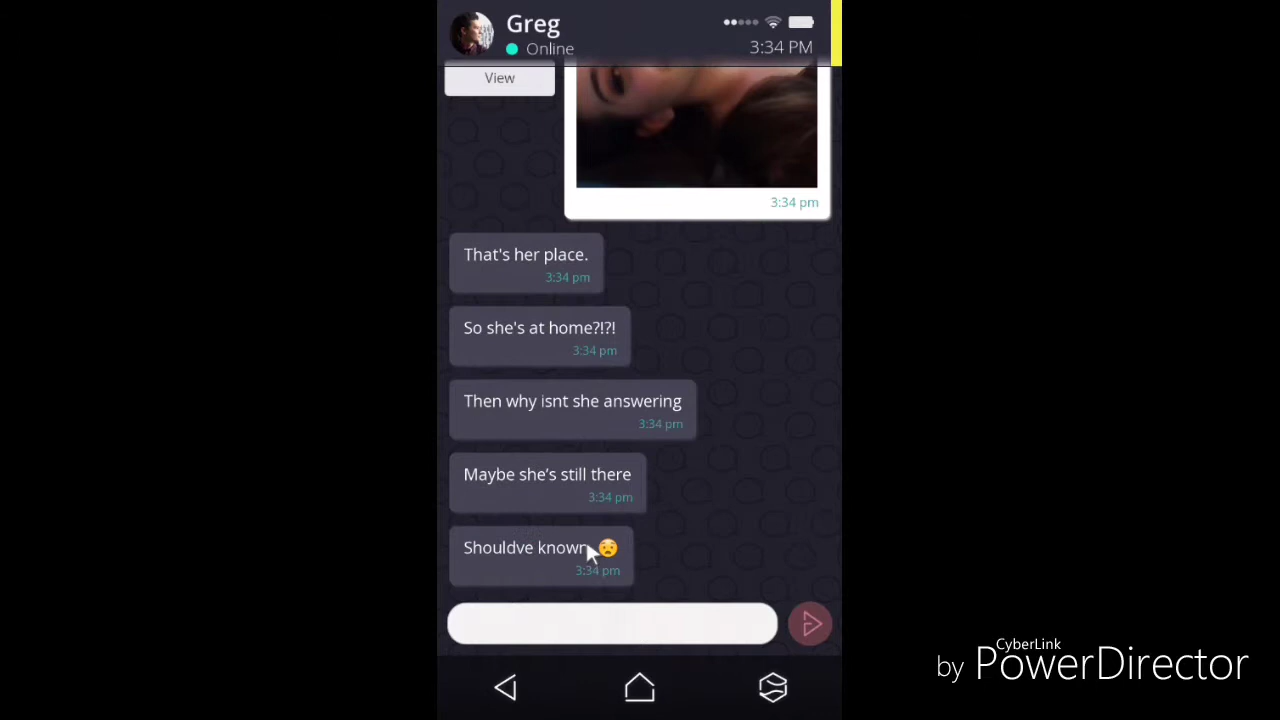 Greg
Online
3:34 PM
View
3:34 pm
That's her place.
3:34 pm
So she's at home?!?!
3:34 pm
Then why isnt she answering
3:34 pm
Maybe she's still there
3:34 pm
Shouldve known 😧
3:34 pm
CyberLink
by PowerDirector